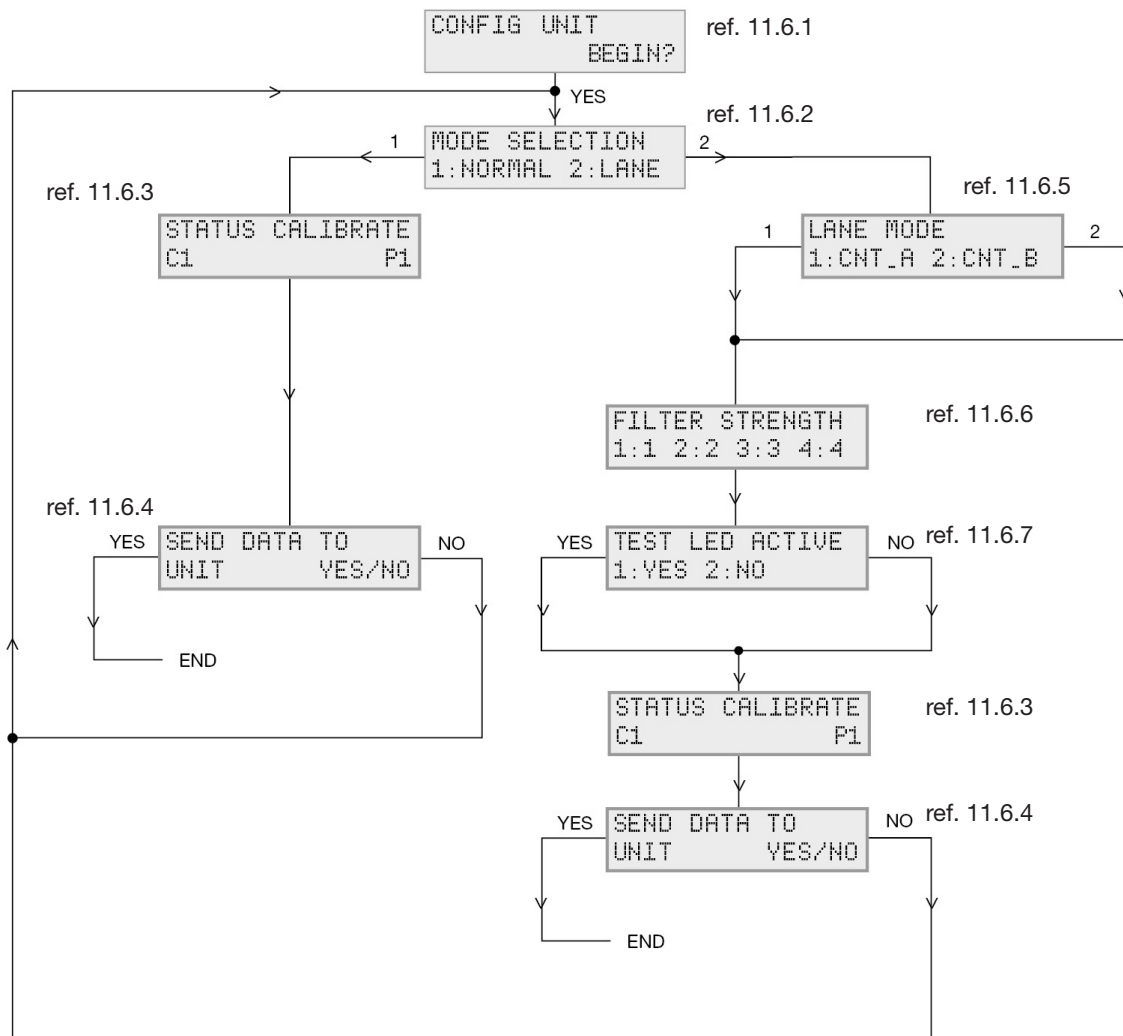 CONFIG UNIT
BEGIN?
ref. 11.6.1
YES
ref. 11.6.2
1
MODE SELECTION
1:NORMAL 2:LANE
2
ref. 11.6.3
STATUS CALIBRATE
C1 P1
ref. 11.6.5
1
LANE MODE
1:CNT_A 2:CNT_B
2
FILTER STRENGTH
1:1 2:2 3:3 4:4
ref. 11.6.6
ref. 11.6.4
YES
SEND DATA TO
UNIT YES/NO
NO
END
YES
TEST LED ACTIVE
1:YES 2:NO
NO
ref. 11.6.7
STATUS CALIBRATE
C1 P1
ref. 11.6.3
YES
SEND DATA TO
UNIT YES/NO
NO
ref. 11.6.4
END